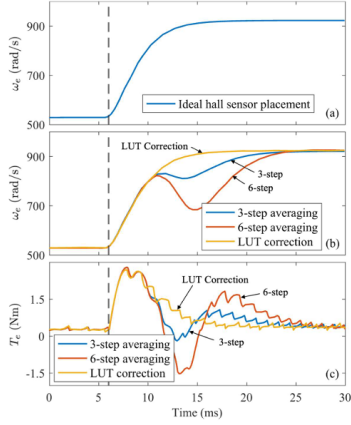 900
700
500
ωe (rad/s)
Ideal hall sensor placement
(a)
900
700
500
ωe (rad/s)
LUT Correction
3-step
6-step
3-step averaging
6-step averaging
LUT correction
(b)
1.5
0
-1.5
Te (Nm)
LUT Correction
6-step
3-step
3-step averaging
6-step averaging
LUT correction
(c)
0 5 10 15 20 25 30
Time (ms)